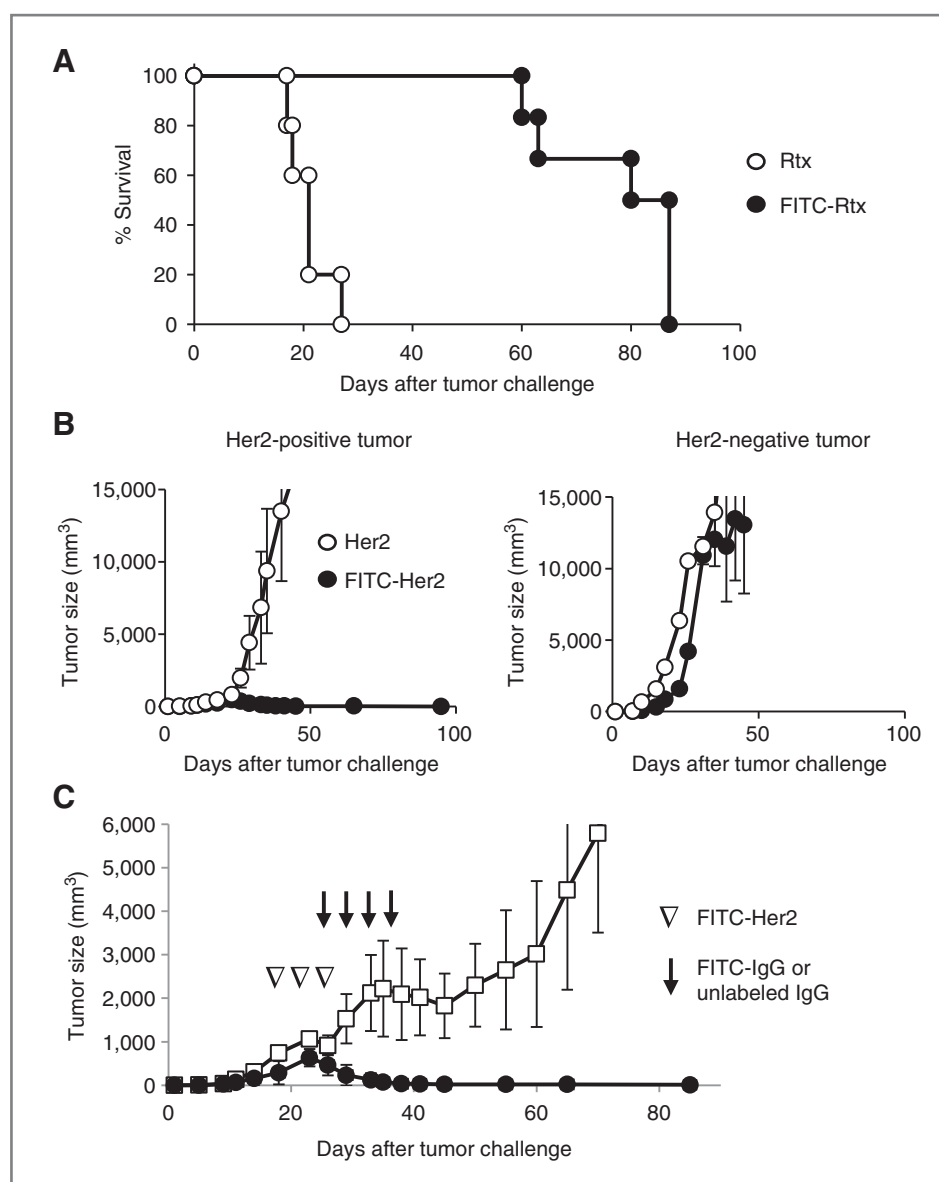 A
100
80
60
40
20
0
% Survival
0 20 40 60 80 100
Days after tumor challenge
Rtx
FITC-Rtx
B
Her2-positive tumor
15,000
10,000
5,000
0
Tumor size (mm³)
0 50 100
Days after tumor challenge
Her2
FITC-Her2
Her2-negative tumor
15,000
10,000
5,000
0
Tumor size (mm³)
0 50 100
Days after tumor challenge
C
6,000
5,000
4,000
3,000
2,000
1,000
0
Tumor size (mm³)
0 20 40 60 80
Days after tumor challenge
FITC-Her2
FITC-IgG or
unlabeled IgG